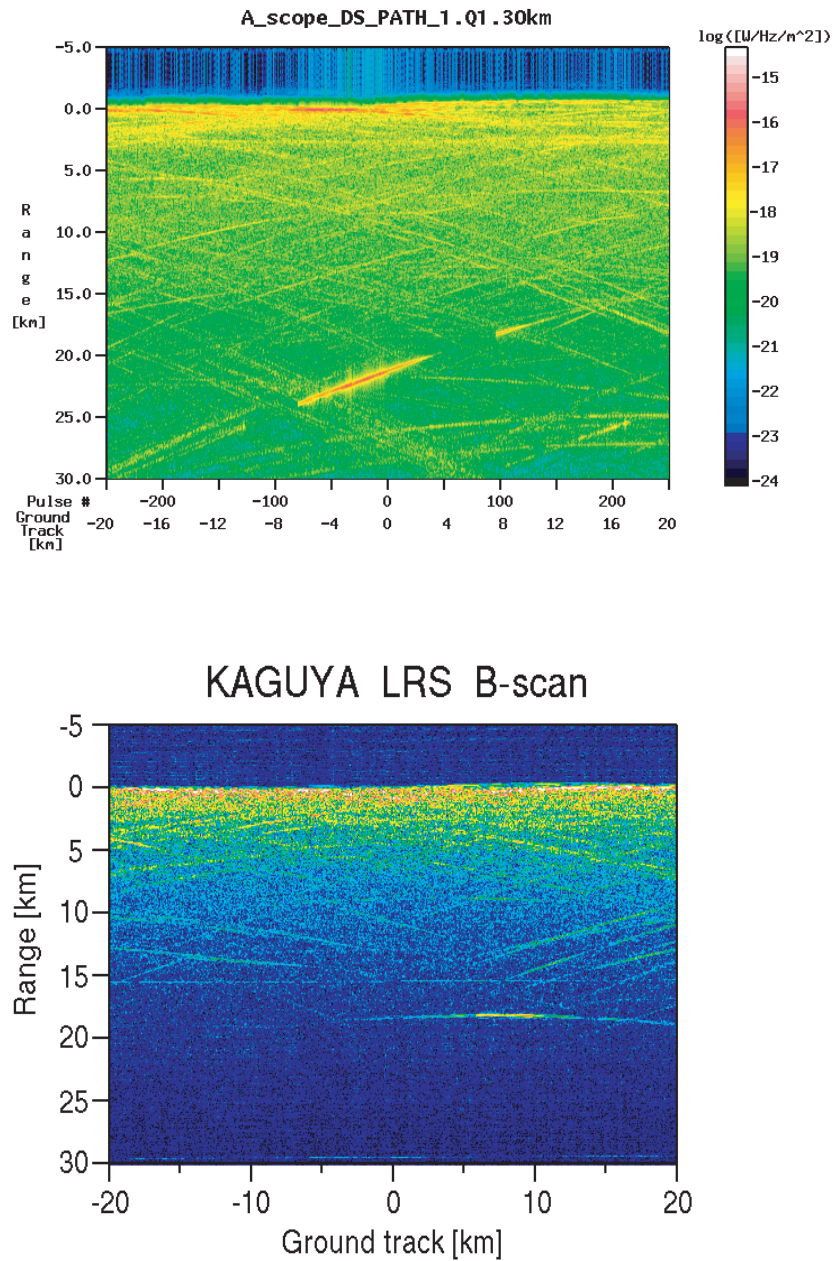 A_scope_DS_PATH_1.Q1.30km
log([W/Hz/m^2])
-5.0
0.0
5.0
10.0
15.0
20.0
25.0
30.0
R
a
n
g
e
[km]
-15
-16
-17
-18
-19
-20
-21
-22
-23
-24
Pulse # -200 -100 0 100 200
Ground
Track
[km]
-20 -16 -12 -8 -4 0 4 8 12 16 20
KAGUYA LRS B-scan
-5
0
5
10
15
20
25
30
Range [km]
-20 -10 0 10 20
Ground track [km]